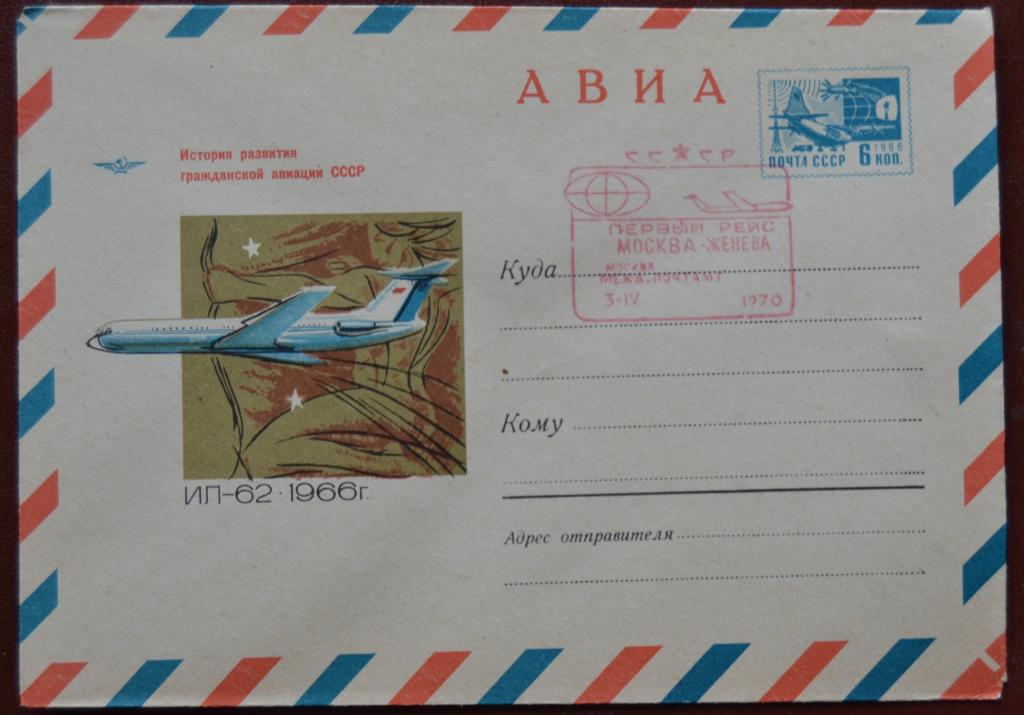 АВИА
История развития
гражданской авиации СССР
1966
ПОЧТА СССР 6 КОП.
СССР
ПЕРВЫЙ РЕЙС
МОСКВА-ЖЕНЕВА
МОСКВА
МЕЖД. ПОЧТАМТ
3-IV 1970
Куда
Кому
ИЛ-62 · 1966г.
Адрес отправителя